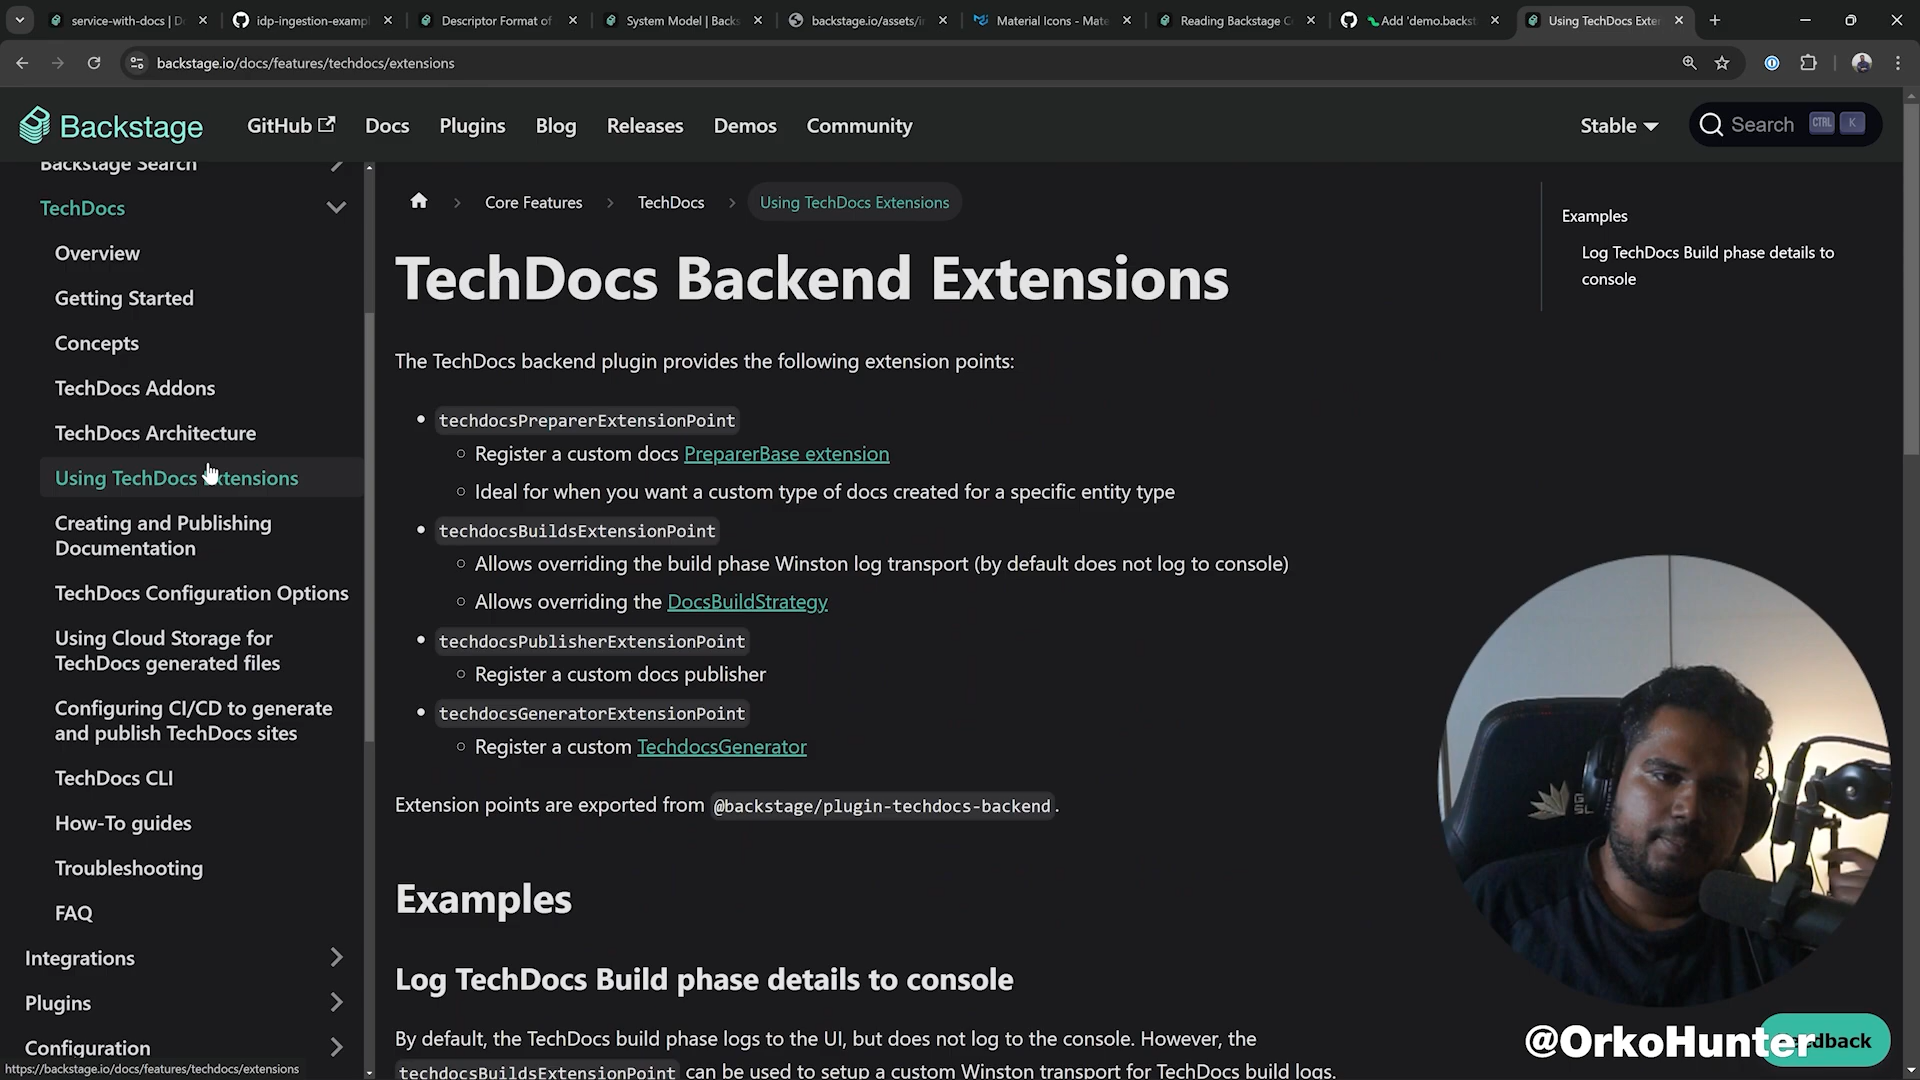 service-with-docs | Do
idp-ingestion-exampl
Descriptor Format of
System Model | Backs
backstage.io/assets/i
Material Icons - Mate
Reading Backstage C
Add 'demo.backst
Using TechDocs Exte
backstage.io/docs/features/techdocs/extensions
Backstage
GitHub
Docs
Plugins
Blog
Releases
Demos
Community
Stable
Search
CTRL
K
Backstage Search
TechDocs
Overview
Getting Started
Concepts
TechDocs Addons
TechDocs Architecture
Using TechDocs Extensions
Creating and Publishing
Documentation
TechDocs Configuration Options
Using Cloud Storage for
TechDocs generated files
Configuring CI/CD to generate
and publish TechDocs sites
TechDocs CLI
How-To guides
Troubleshooting
FAQ
Integrations
Plugins
Configuration
https://backstage.io/docs/features/techdocs/extensions
Core Features
TechDocs
Using TechDocs Extensions
TechDocs Backend Extensions
The TechDocs backend plugin provides the following extension points:
techdocsPreparerExtensionPoint
Register a custom docs PreparerBase extension
Ideal for when you want a custom type of docs created for a specific entity type
techdocsBuildsExtensionPoint
Allows overriding the build phase Winston log transport (by default does not log to console)
Allows overriding the DocsBuildStrategy
techdocsPublisherExtensionPoint
Register a custom docs publisher
techdocsGeneratorExtensionPoint
Register a custom TechdocsGenerator
Extension points are exported from @backstage/plugin-techdocs-backend.
Examples
Log TechDocs Build phase details to console
By default, the TechDocs build phase logs to the UI, but does not log to the console. However, the
techdocsBuildsExtensionPoint can be used to setup a custom Winston transport for TechDocs build logs.
Examples
Log TechDocs Build phase details to
console
@OrkoHunter